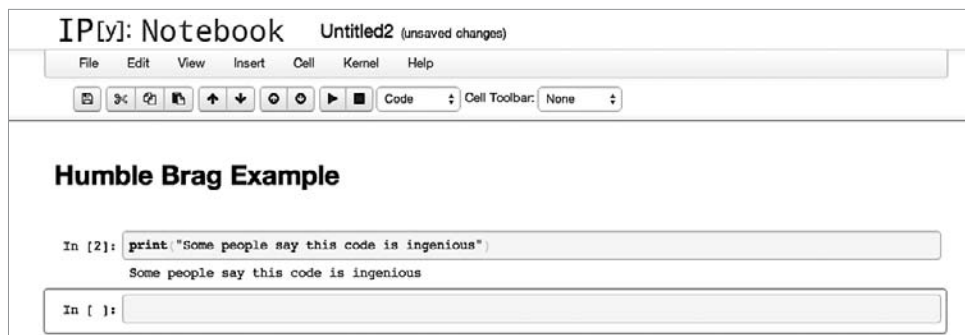 IP[y]: Notebook Untitled2 (unsaved changes)
File Edit View Insert Cell Kernel Help
Code Cell Toolbar: None
Humble Brag Example
In [2]: print("Some people say this code is ingenious")
Some people say this code is ingenious
In [ ]: